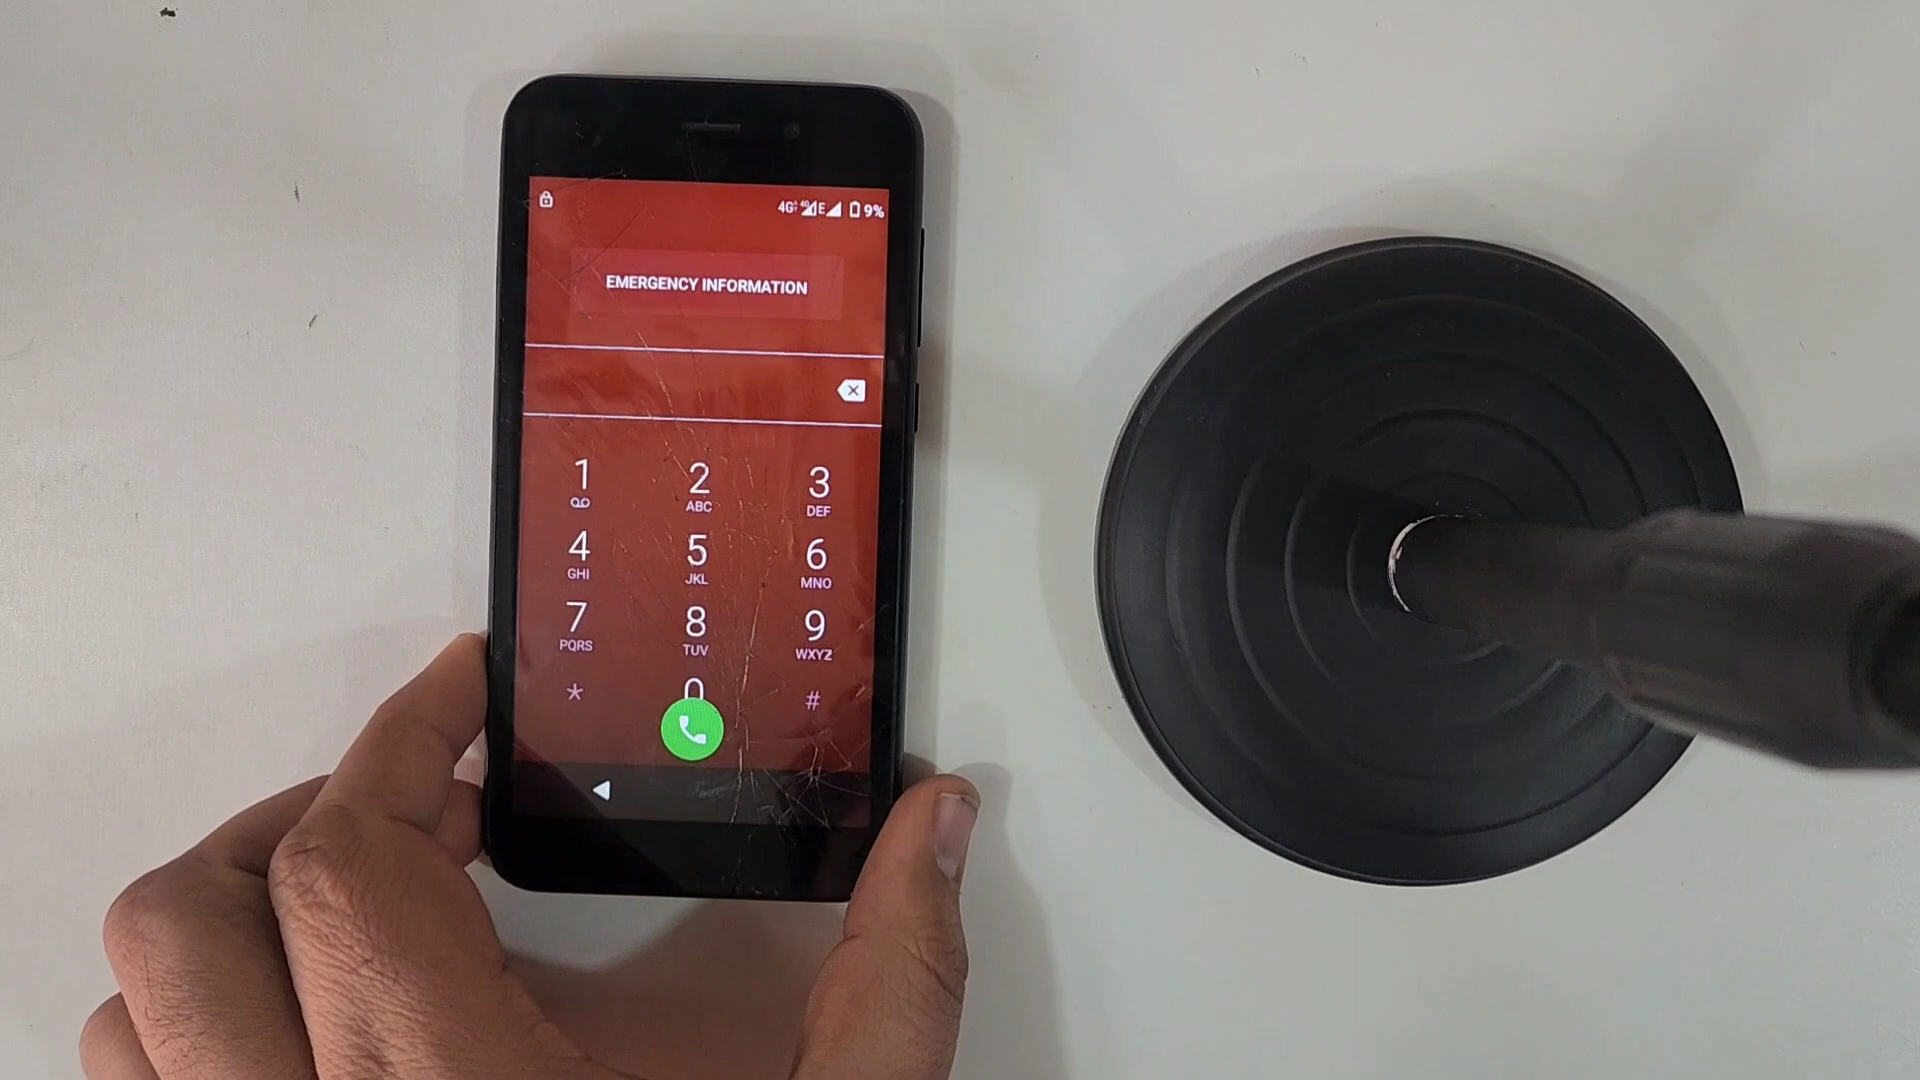 4G E 9%
EMERGENCY INFORMATION
1 2 3
ABC DEF
4 5 6
GHI JKL MNO
7 8 9
PQRS TUV WXYZ
* 0 #